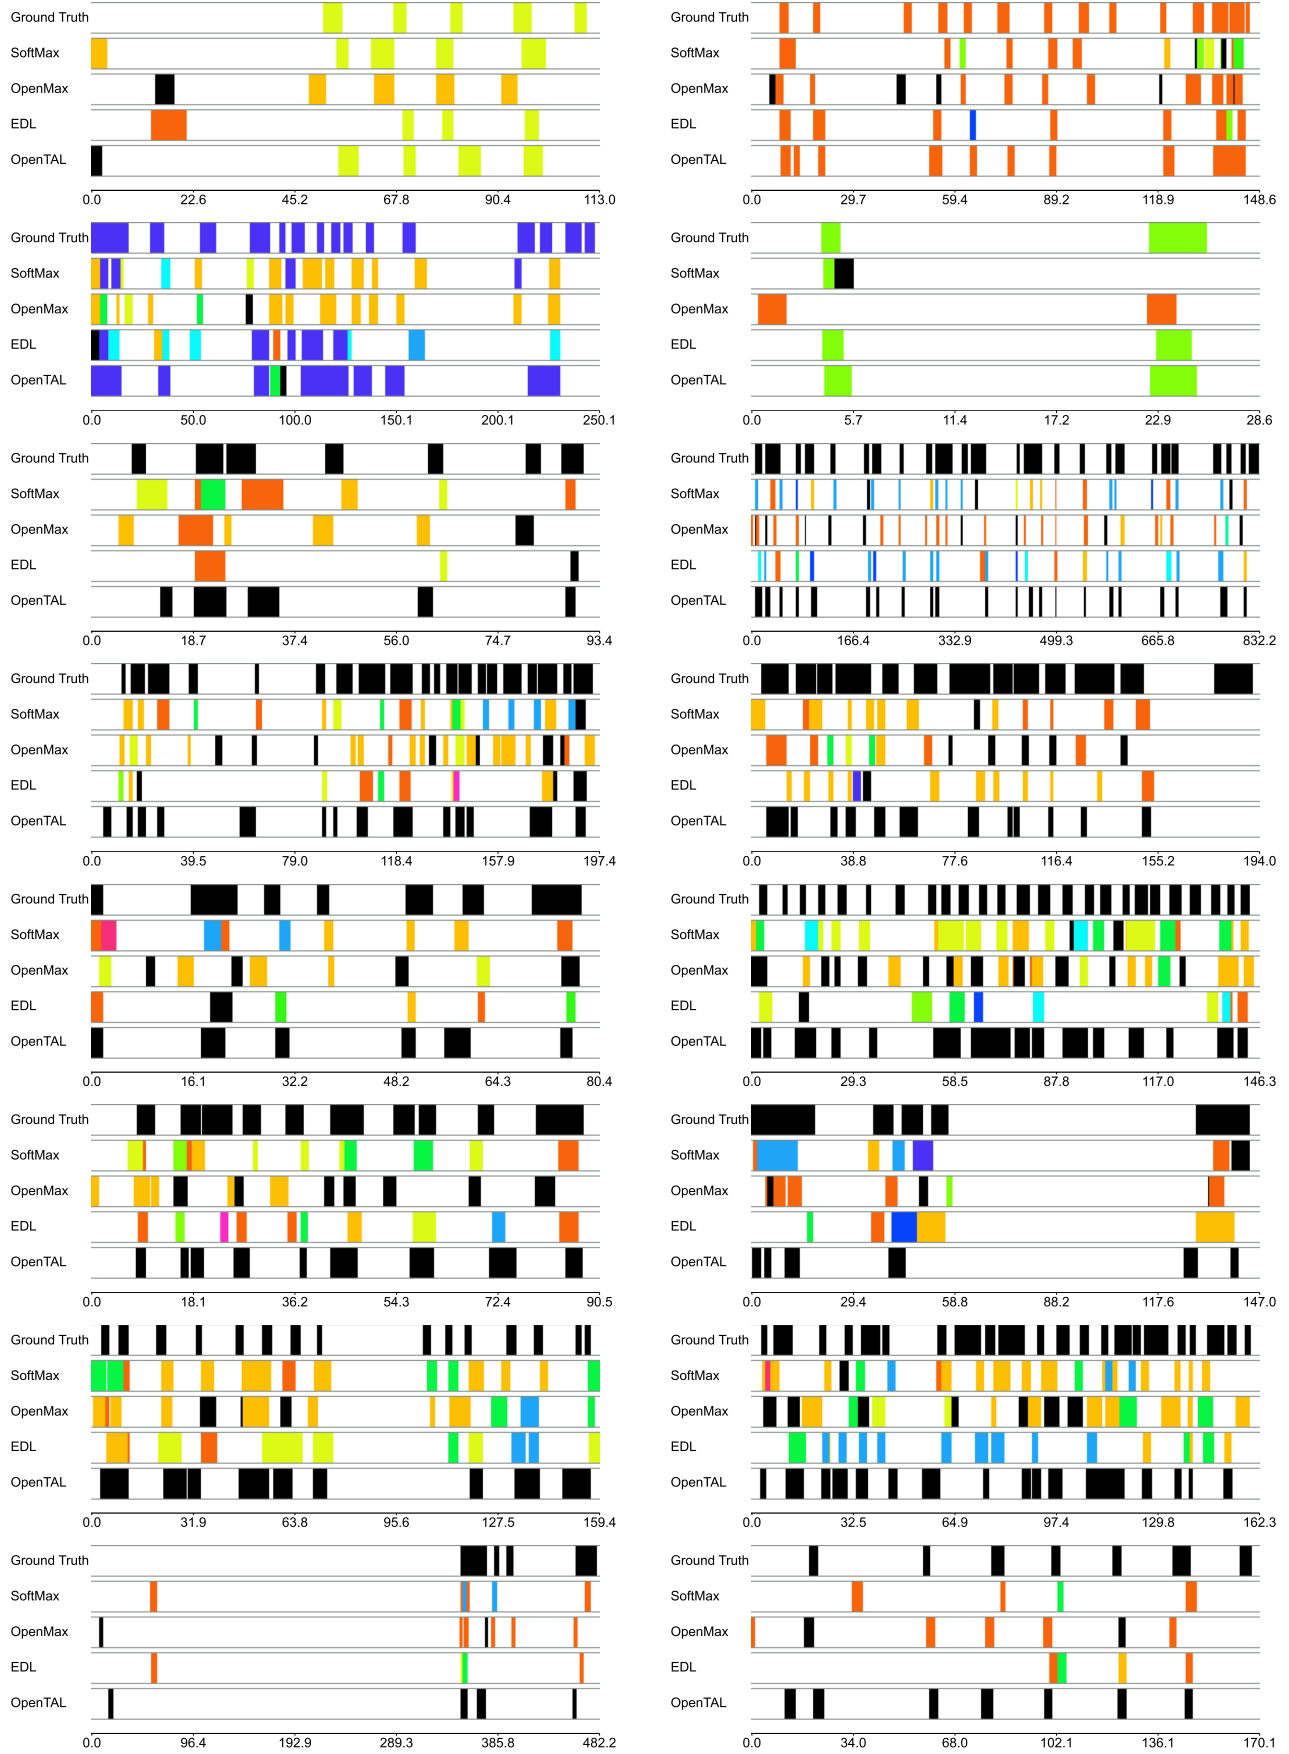 Ground Truth
SoftMax
OpenMax
EDL
OpenTAL
0.0 22.6 45.2 67.8 90.4 113.0
Ground Truth
SoftMax
OpenMax
EDL
OpenTAL
0.0 29.7 59.4 89.2 118.9 148.6
Ground Truth
SoftMax
OpenMax
EDL
OpenTAL
0.0 50.0 100.0 150.1 200.1 250.1
Ground Truth
SoftMax
OpenMax
EDL
OpenTAL
0.0 5.7 11.4 17.2 22.9 28.6
Ground Truth
SoftMax
OpenMax
EDL
OpenTAL
0.0 18.7 37.4 56.0 74.7 93.4
Ground Truth
SoftMax
OpenMax
EDL
OpenTAL
0.0 166.4 332.9 499.3 665.8 832.2
Ground Truth
SoftMax
OpenMax
EDL
OpenTAL
0.0 39.5 79.0 118.4 157.9 197.4
Ground Truth
SoftMax
OpenMax
EDL
OpenTAL
0.0 38.8 77.6 116.4 155.2 194.0
Ground Truth
SoftMax
OpenMax
EDL
OpenTAL
0.0 16.1 32.2 48.2 64.3 80.4
Ground Truth
SoftMax
OpenMax
EDL
OpenTAL
0.0 29.3 58.5 87.8 117.0 146.3
Ground Truth
SoftMax
OpenMax
EDL
OpenTAL
0.0 18.1 36.2 54.3 72.4 90.5
Ground Truth
SoftMax
OpenMax
EDL
OpenTAL
0.0 29.4 58.8 88.2 117.6 147.0
Ground Truth
SoftMax
OpenMax
EDL
OpenTAL
0.0 31.9 63.8 95.6 127.5 159.4
Ground Truth
SoftMax
OpenMax
EDL
OpenTAL
0.0 32.5 64.9 97.4 129.8 162.3
Ground Truth
SoftMax
OpenMax
EDL
OpenTAL
0.0 96.4 192.9 289.3 385.8 482.2
Ground Truth
SoftMax
OpenMax
EDL
OpenTAL
0.0 34.0 68.0 102.1 136.1 170.1